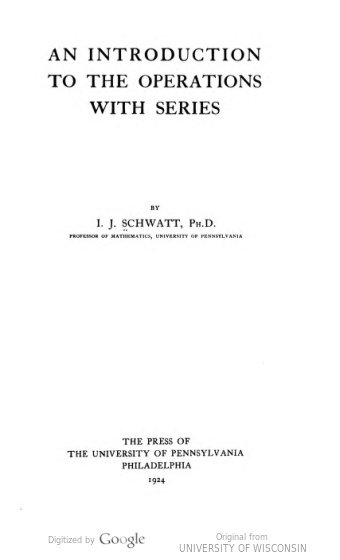 AN INTRODUCTION
TO THE OPERATIONS
WITH SERIES
BY
I. J. SCHWATT, PH.D.
PROFESSOR OF MATHEMATICS, UNIVERSITY OF PENNSYLVANIA
THE PRESS OF
THE UNIVERSITY OF PENNSYLVANIA
PHILADELPHIA
1924
Digitized by Google
Original from
UNIVERSITY OF WISCONSIN